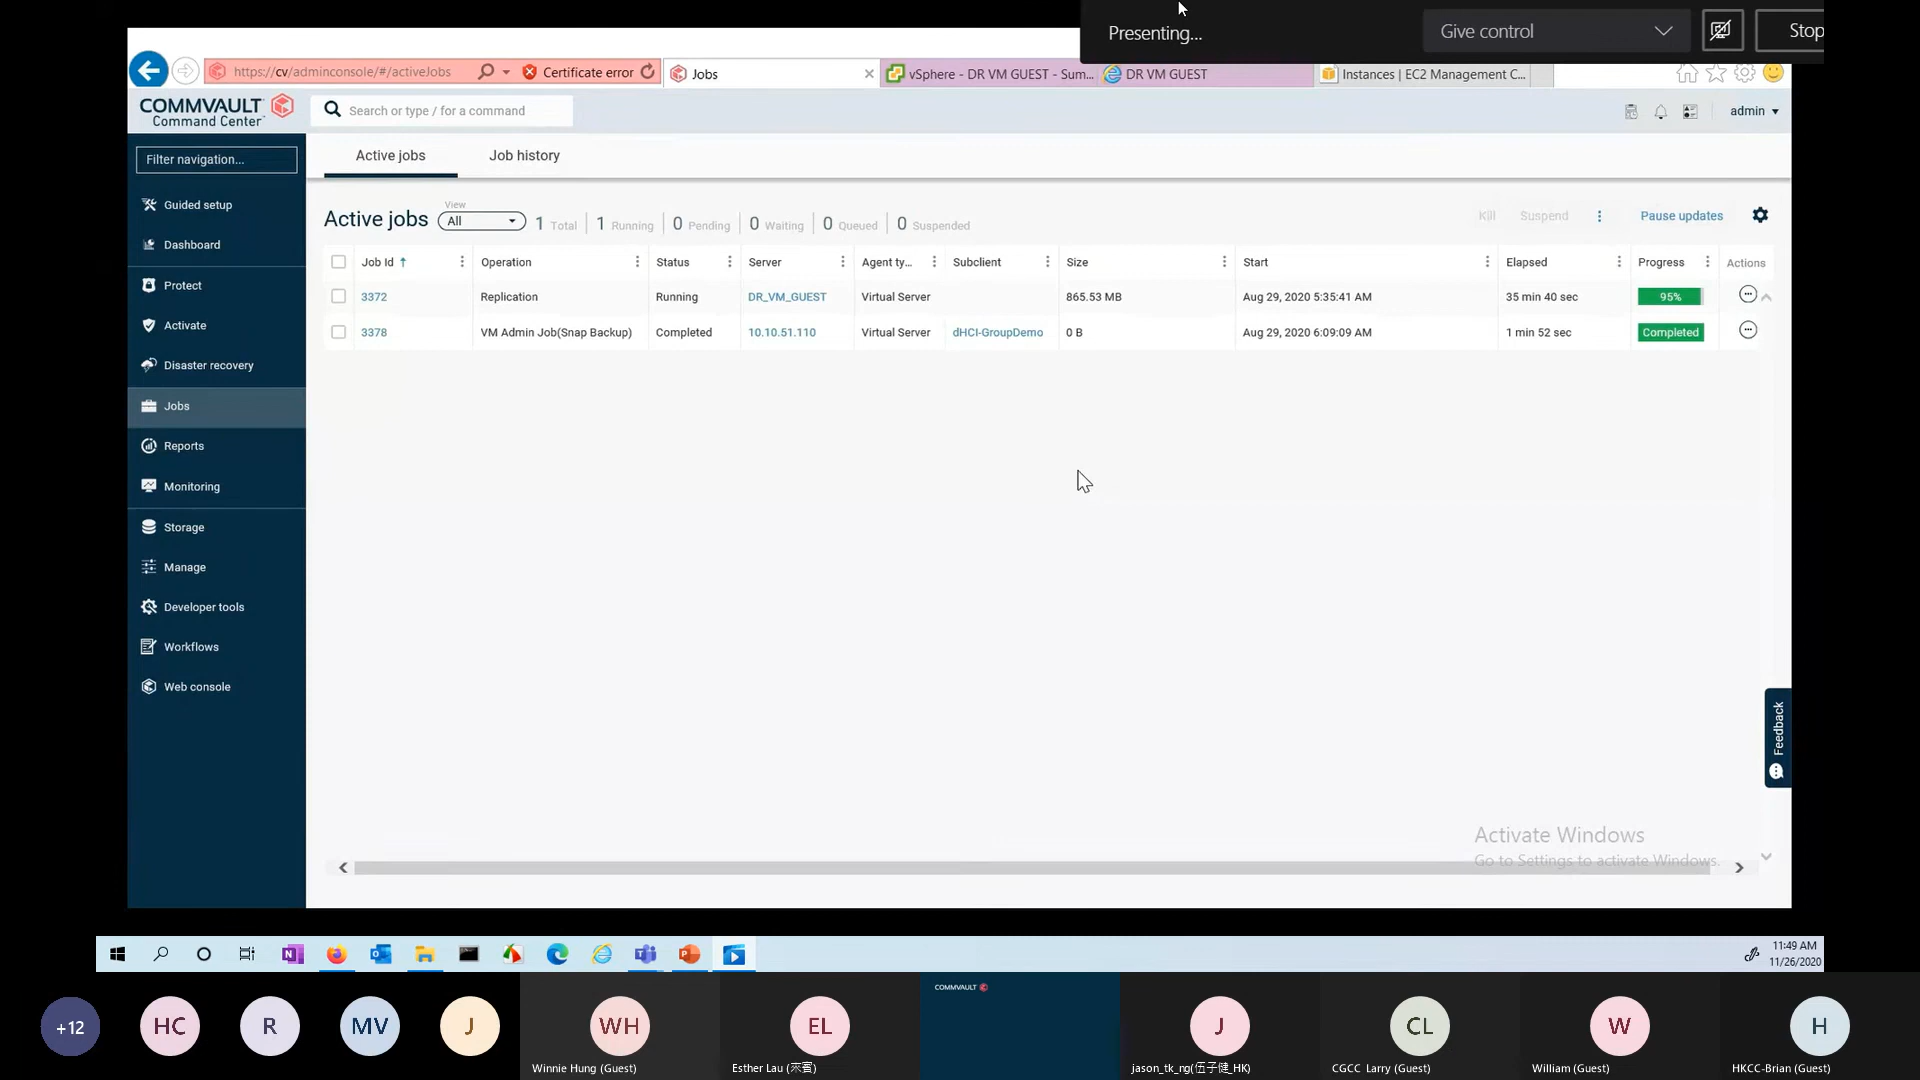 Presenting...
Give control
Stop
https://cv/adminconsole/#/activeJobs
Certificate error
Jobs
vSphere - DR VM GUEST - Sum...
DR VM GUEST
Instances | EC2 Management C...
COMMVAULT
Command Center
Search or type / for a command
admin
Filter navigation...
Active jobs
Job history
Guided setup
Dashboard
Protect
Activate
Disaster recovery
Jobs
Reports
Monitoring
Storage
Manage
Developer tools
Workflows
Web console
Active jobs
View
All
1 Total
1 Running
0 Pending
0 Waiting
0 Queued
0 Suspended
Kill
Suspend
Pause updates
Job Id ↑ Operation Status Server Agent ty... Subclient Size Start Elapsed Progress Actions
3372 Replication Running DR_VM_GUEST Virtual Server 865.53 MB Aug 29, 2020 5:35:41 AM 35 min 40 sec 95%
3378 VM Admin Job(Snap Backup) Completed 10.10.51.110 Virtual Server dHCI-GroupDemo 0 B Aug 29, 2020 6:09:09 AM 1 min 52 sec Completed
Feedback
Activate Windows
Go to Settings to activate Windows.
11:49 AM
11/26/2020
+12
HC
R
MV
J
WH
Winnie Hung (Guest)
EL
COMMVAULT
J
jason_tk_ng(伍子健_HK)
CL
CGCC Larry (Guest)
W
William (Guest)
H
HKCC-Brian (Guest)
Esther Lau